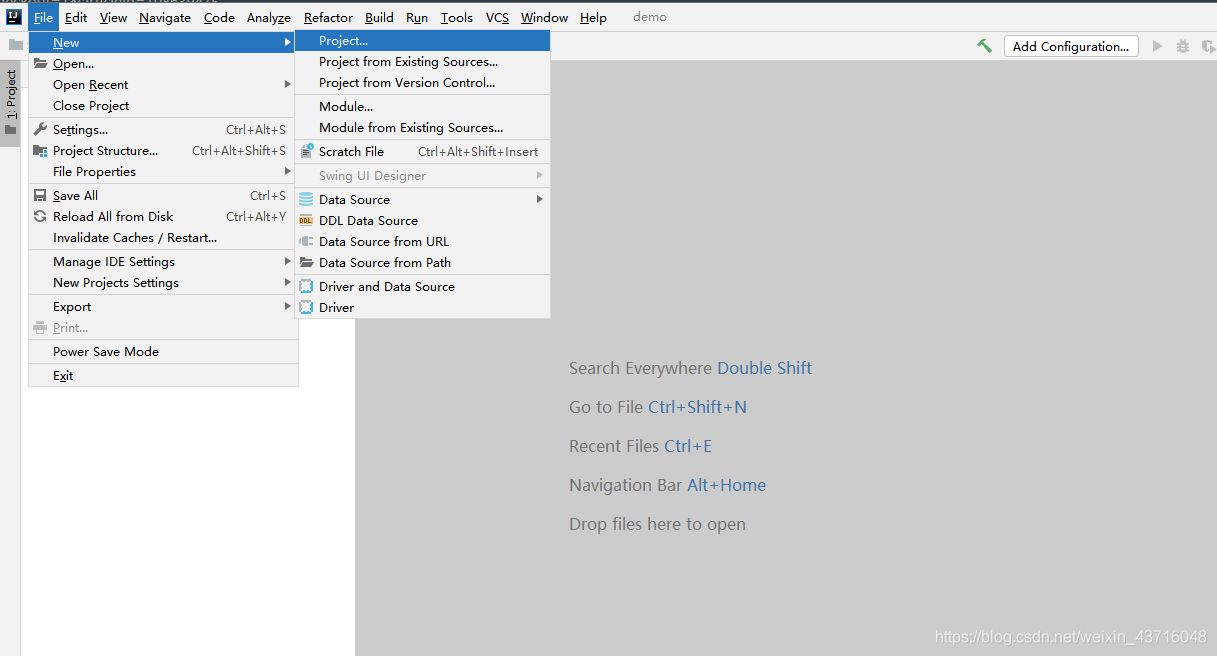 File Edit View Navigate Code Analyze Refactor Build Run Tools VCS Window Help demo
Add Configuration...
1: Project
New
Open...
Open Recent
Close Project
Settings... Ctrl+Alt+S
Project Structure... Ctrl+Alt+Shift+S
File Properties
Save All Ctrl+S
Reload All from Disk Ctrl+Alt+Y
Invalidate Caches / Restart...
Manage IDE Settings
New Projects Settings
Export
Print...
Power Save Mode
Exit
Project...
Project from Existing Sources...
Project from Version Control...
Module...
Module from Existing Sources...
Scratch File Ctrl+Alt+Shift+Insert
Swing UI Designer
Data Source
DDL Data Source
Data Source from URL
Data Source from Path
Driver and Data Source
Driver
Search Everywhere Double Shift
Go to File Ctrl+Shift+N
Recent Files Ctrl+E
Navigation Bar Alt+Home
Drop files here to open
https://blog.csdn.net/weixin_43716048